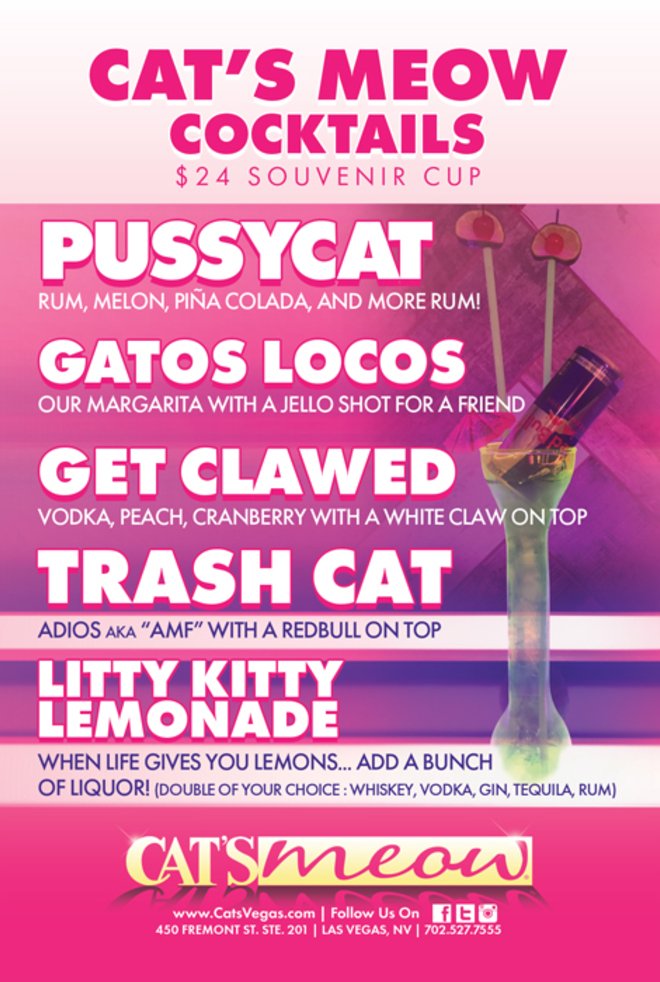 CAT'S MEOW
COCKTAILS
$24 SOUVENIR CUP
PUSSYCAT
RUM, MELON, PIÑA COLADA, AND MORE RUM!
GATOS LOCOS
OUR MARGARITA WITH A JELLO SHOT FOR A FRIEND
GET CLAWED
VODKA, PEACH, CRANBERRY WITH A WHITE CLAW ON TOP
TRASH CAT
ADIOS AKA “AMF” WITH A REDBULL ON TOP
LITTY KITTY
LEMONADE
WHEN LIFE GIVES YOU LEMONS... ADD A BUNCH
OF LIQUOR! (DOUBLE OF YOUR CHOICE : WHISKEY, VODKA, GIN, TEQUILA, RUM)
CAT'S meow
www.CatsVegas.com | Follow Us On
450 FREMONT ST. STE. 201 | LAS VEGAS, NV | 702.527.7555